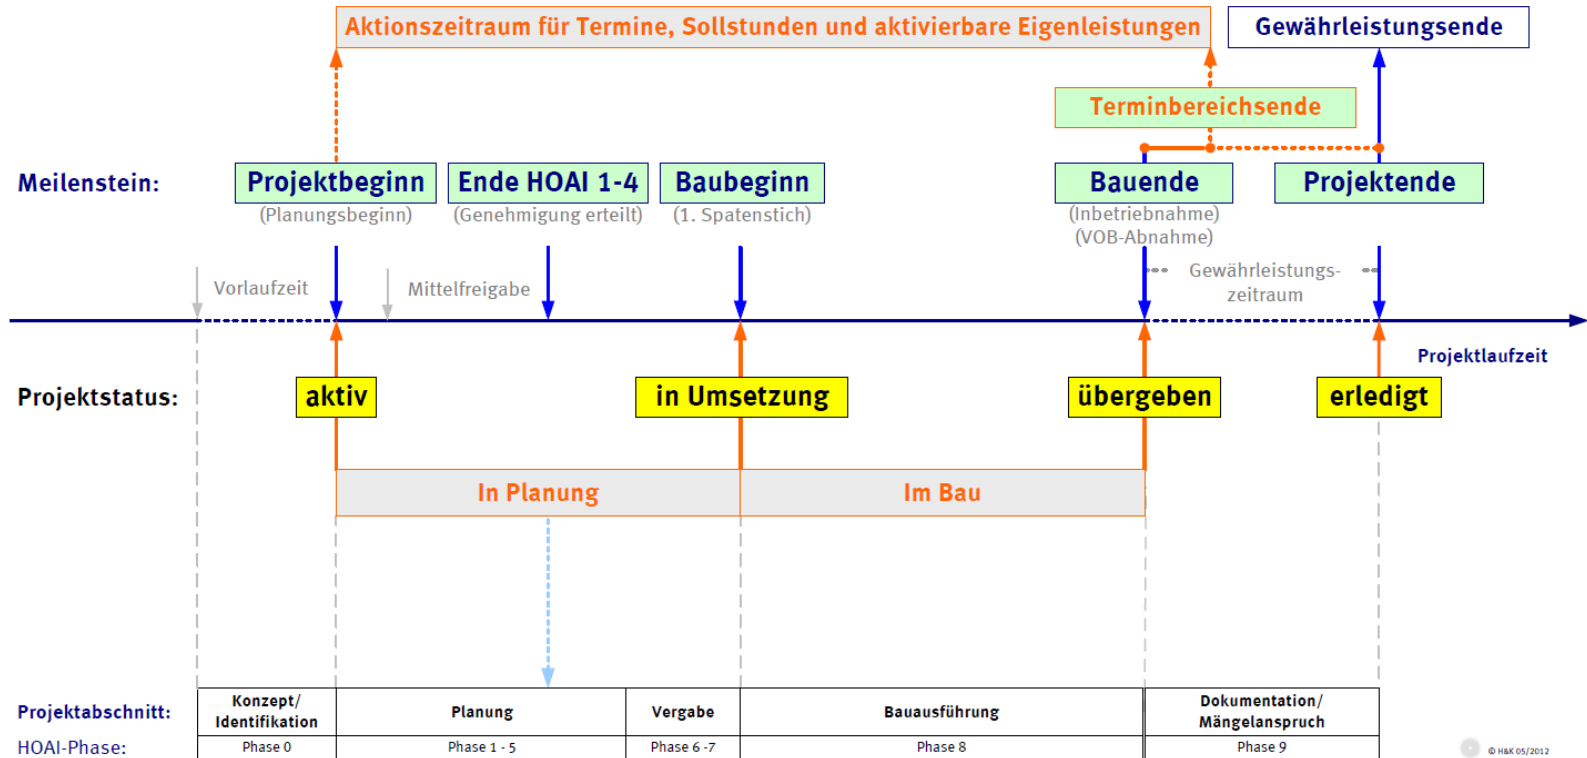 Aktionszeitraum für Termine, Sollstunden und aktivierbare Eigenleistungen
Gewährleistungsende
Terminbereichsende
Meilenstein:
Projektbeginn
(Planungsbeginn)
Ende HOAI 1-4
(Genehmigung erteilt)
Baubeginn
(1. Spatenstich)
Bauende
(Inbetriebnahme)
(VOB-Abnahme)
Projektende
Vorlaufzeit
Mittelfreigabe
Gewährleistungs-
zeitraum
Projektlaufzeit
Projektstatus:
aktiv
in Umsetzung
übergeben
erledigt
In Planung
Im Bau
Projektabschnitt:
Konzept/
Identifikation
Planung
Vergabe
Bauausführung
Dokumentation/
Mängelanspruch
HOAI-Phase:
Phase 0
Phase 1 - 5
Phase 6 -7
Phase 8
Phase 9
© H&K 05/2012